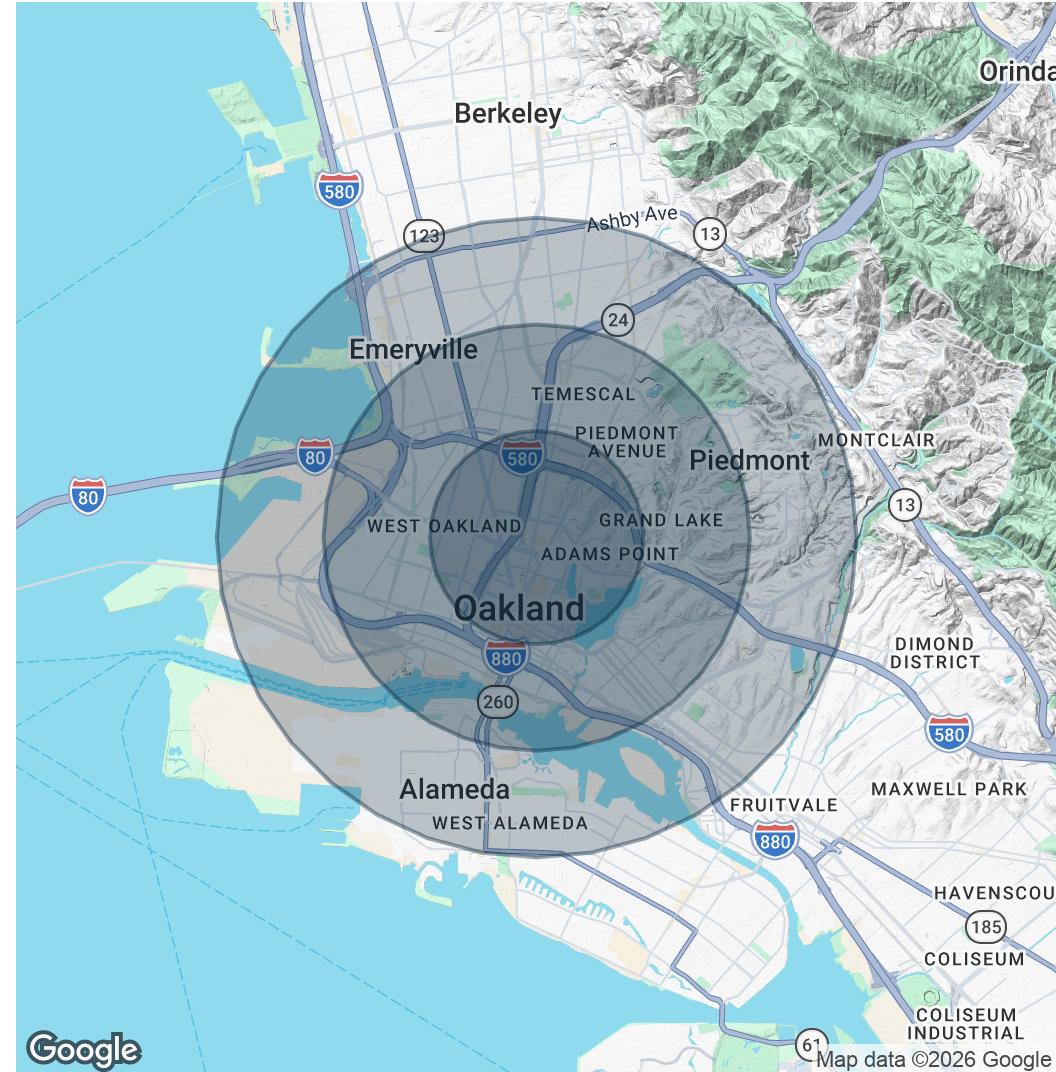 Orinda
Berkeley
580
Ashby Ave
123
13
24
Emeryville
TEMESCAL
PIEDMONT
AVENUE
MONTCLAIR
80
580
Piedmont
80
13
WEST OAKLAND
GRAND LAKE
ADAMS POINT
Oakland
DIMOND
DISTRICT
880
260
580
Alameda
MAXWELL PARK
FRUITVALE
WEST ALAMEDA
880
HAVENSCOU
185
COLISEUM
COLISEUM
INDUSTRIAL
61
Google
Map data ©2026 Google